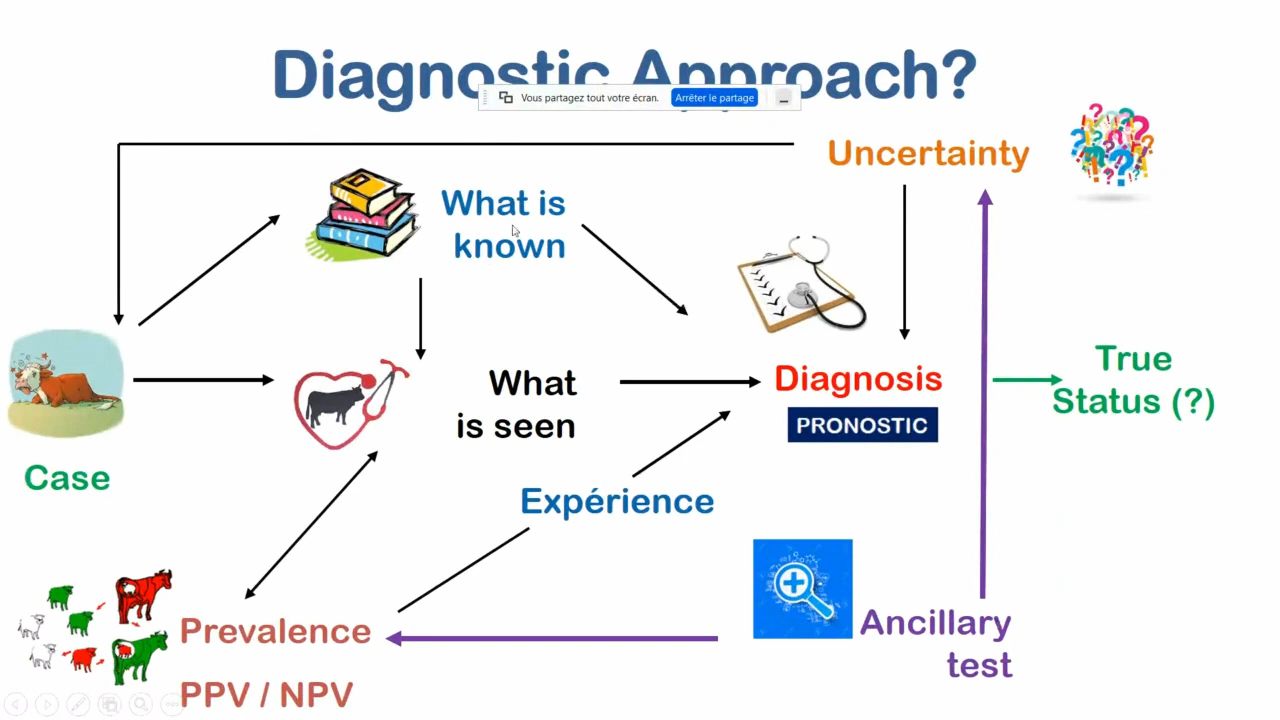 Diagnostic Approach?
Vous partagez tout votre écran. Arrêter le partage
Uncertainty
What is
known
True
Status (?)
What
is seen
Diagnosis
PRONOSTIC
Case
Expérience
Ancillary
test
Prevalence
PPV / NPV